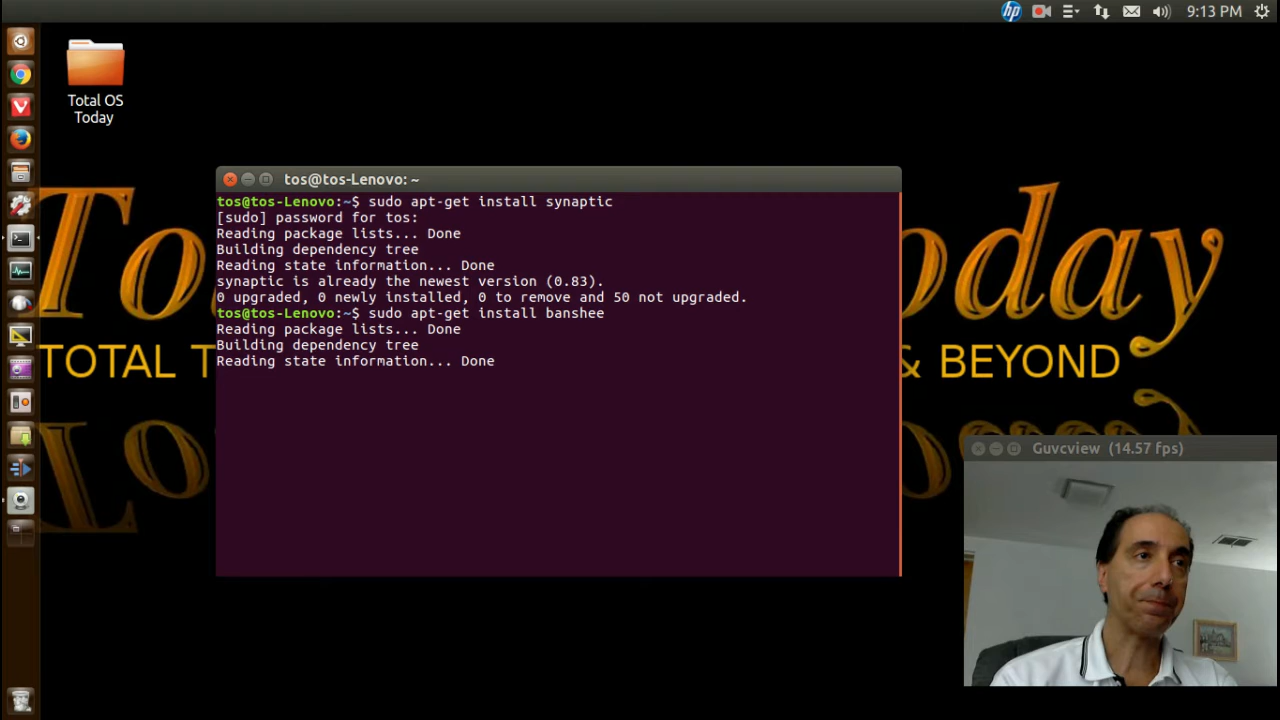 9:13 PM
hp
Total OS
Today
tos@tos-Lenovo: ~
tos@tos-Lenovo:~$ sudo apt-get install synaptic
[sudo] password for tos:
Reading package lists... Done
Building dependency tree
Reading state information... Done
synaptic is already the newest version (0.83).
0 upgraded, 0 newly installed, 0 to remove and 50 not upgraded.
tos@tos-Lenovo:~$ sudo apt-get install banshee
Reading package lists... Done
Building dependency tree
Reading state information... Done
To
oday
TOTAL T
& BEYOND
Guvcview (14.57 fps)